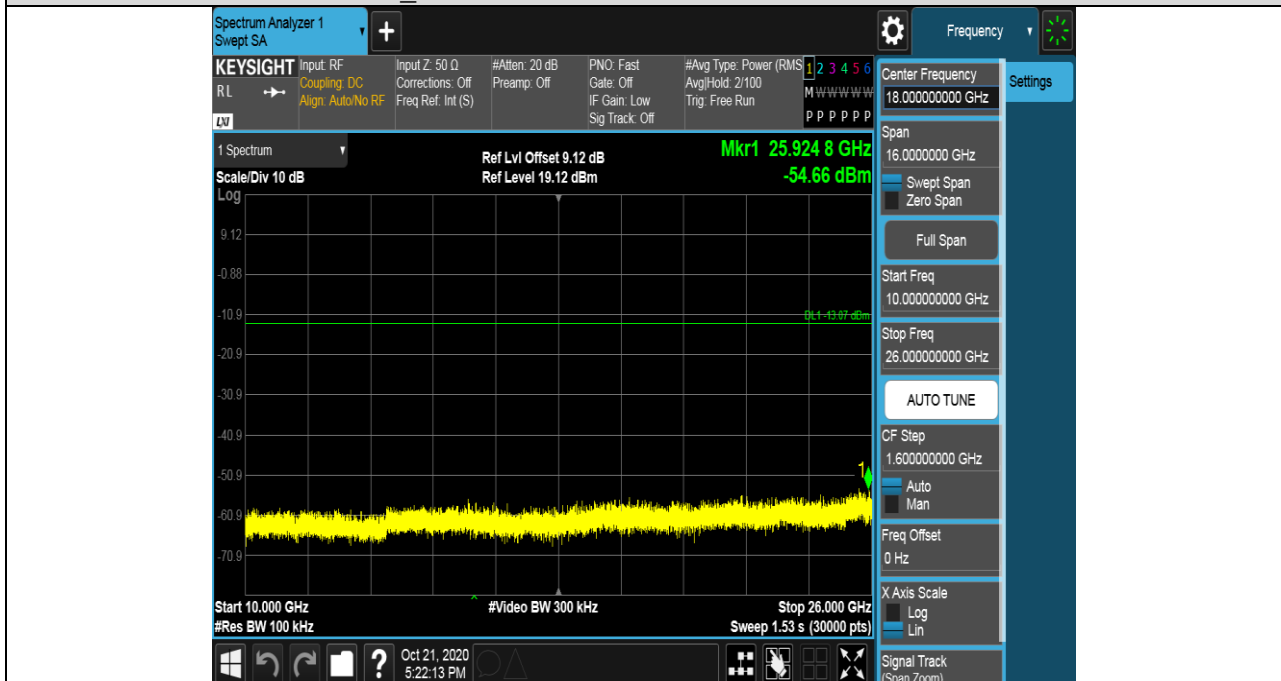 Spectrum Analyzer 1
Swept SA
+
Frequency
KEYSIGHT
RL
LXI
Input: RF
Coupling: DC
Align: Auto/No RF
Input Z: 50 Ω
Corrections: Off
Freq Ref: Int (S)
#Atten: 20 dB
Preamp: Off
PNO: Fast
Gate: Off
IF Gain: Low
Sig Track: Off
#Avg Type: Power (RMS
Avg|Hold: 2/100
Trig: Free Run
1 2 3 4 5 6
M W W W W W
P P P P P P
1 Spectrum
Scale/Div 10 dB
Log
Ref Lvl Offset 9.12 dB
Ref Level 19.12 dBm
Mkr1 25.924 8 GHz
-54.66 dBm
9.12
-0.88
-10.9
DL1 -13.07 dBm
-20.9
-30.9
-40.9
-50.9
1
-60.9
-70.9
Start 10.000 GHz
#Res BW 100 kHz
#Video BW 300 kHz
Stop 26.000 GHz
Sweep 1.53 s (30000 pts)
?
Oct 21, 2020
5:22:13 PM
Center Frequency
18.000000000 GHz
Settings
Span
16.0000000 GHz
Swept Span
Zero Span
Full Span
Start Freq
10.000000000 GHz
Stop Freq
26.000000000 GHz
AUTO TUNE
CF Step
1.600000000 GHz
Auto
Man
Freq Offset
0 Hz
X Axis Scale
Log
Lin
Signal Track
(Span Zoom)